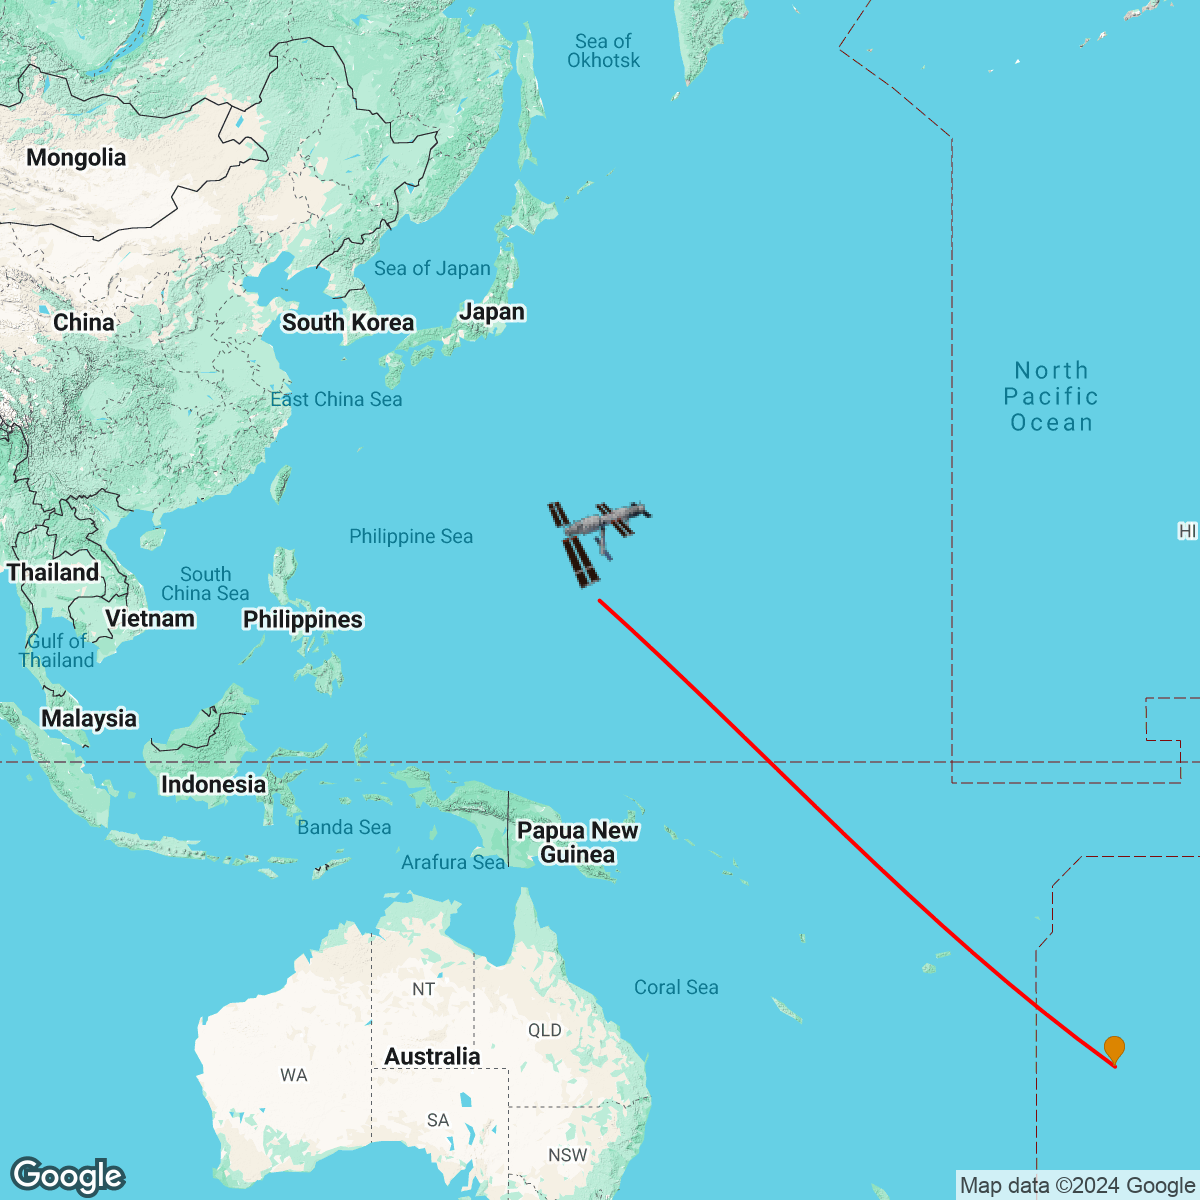 Sea of
Okhotsk
Mongolia
Sea of Japan
Japan
South Korea
China
North
Pacific
Ocean
East China Sea
Philippine Sea
HI
Thailand
South
China Sea
Vietnam
Philippines
Gulf of
Thailand
Malaysia
Indonesia
Banda Sea
Papua New
Guinea
Arafura Sea
NT
Coral Sea
QLD
Australia
WA
SA
NSW
Google
Map data ©2024 Google